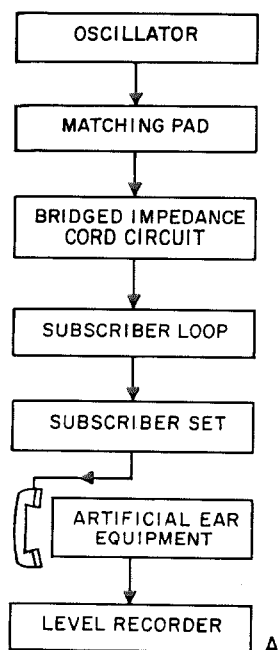 OSCILLATOR
MATCHING PAD
BRIDGED IMPEDANCE
CORD CIRCUIT
SUBSCRIBER LOOP
SUBSCRIBER SET
ARTIFICIAL EAR
EQUIPMENT
LEVEL RECORDER
A